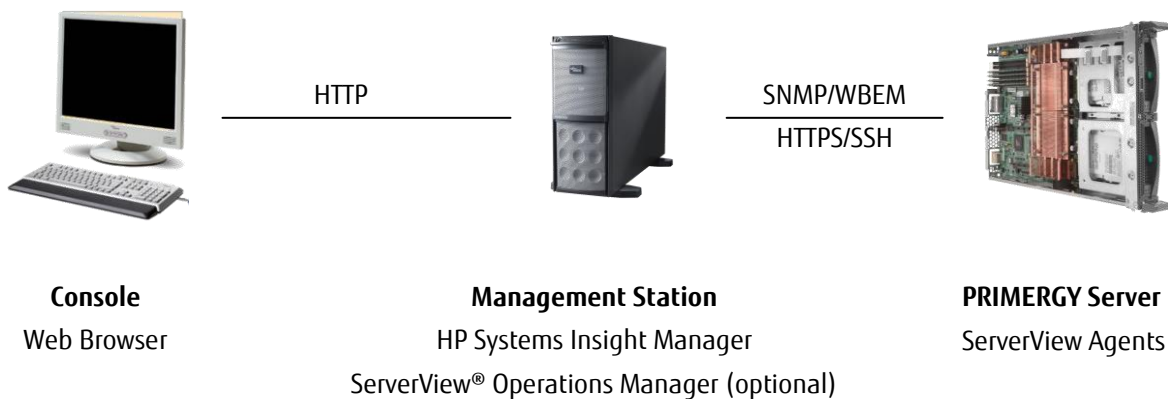 HTTP
SNMP/WBEM
HTTPS/SSH
Console
Web Browser
Management Station
HP Systems Insight Manager
ServerView® Operations Manager (optional)
PRIMERGY Server
ServerView Agents